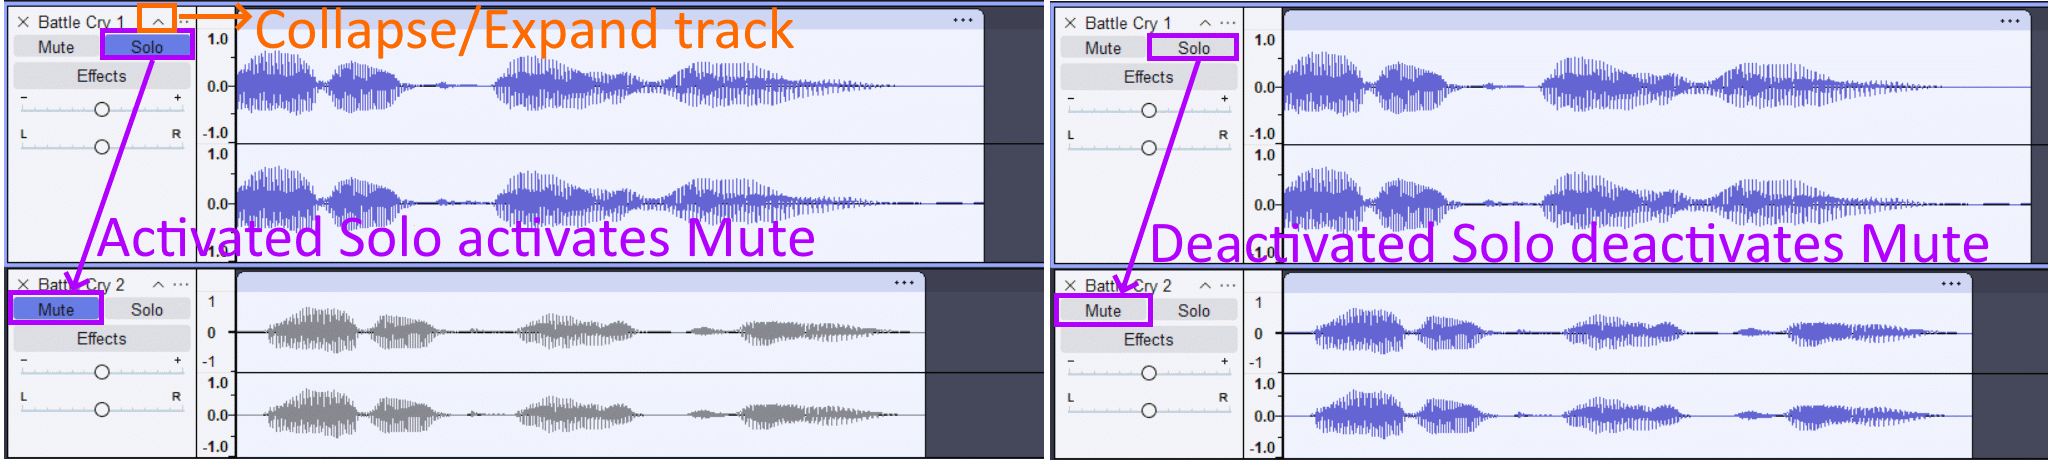 Battle Cry 1
Collapse/Expand track
Mute Solo
Effects
- +
L R
1.0
0.0
-1.0
1.0
0.0
1.0
Activated Solo activates Mute
Battle Cry 2
Mute Solo
Effects
- +
L R
1
0
-1
1.0
0.0
-1.0
Battle Cry 1
Mute Solo
Effects
- +
L R
1.0
0.0
-1.0
1.0
0.0
1.0
Deactivated Solo deactivates Mute
Battle Cry 2
Mute Solo
Effects
- +
L R
1
0
-1
1.0
0.0
-1.0